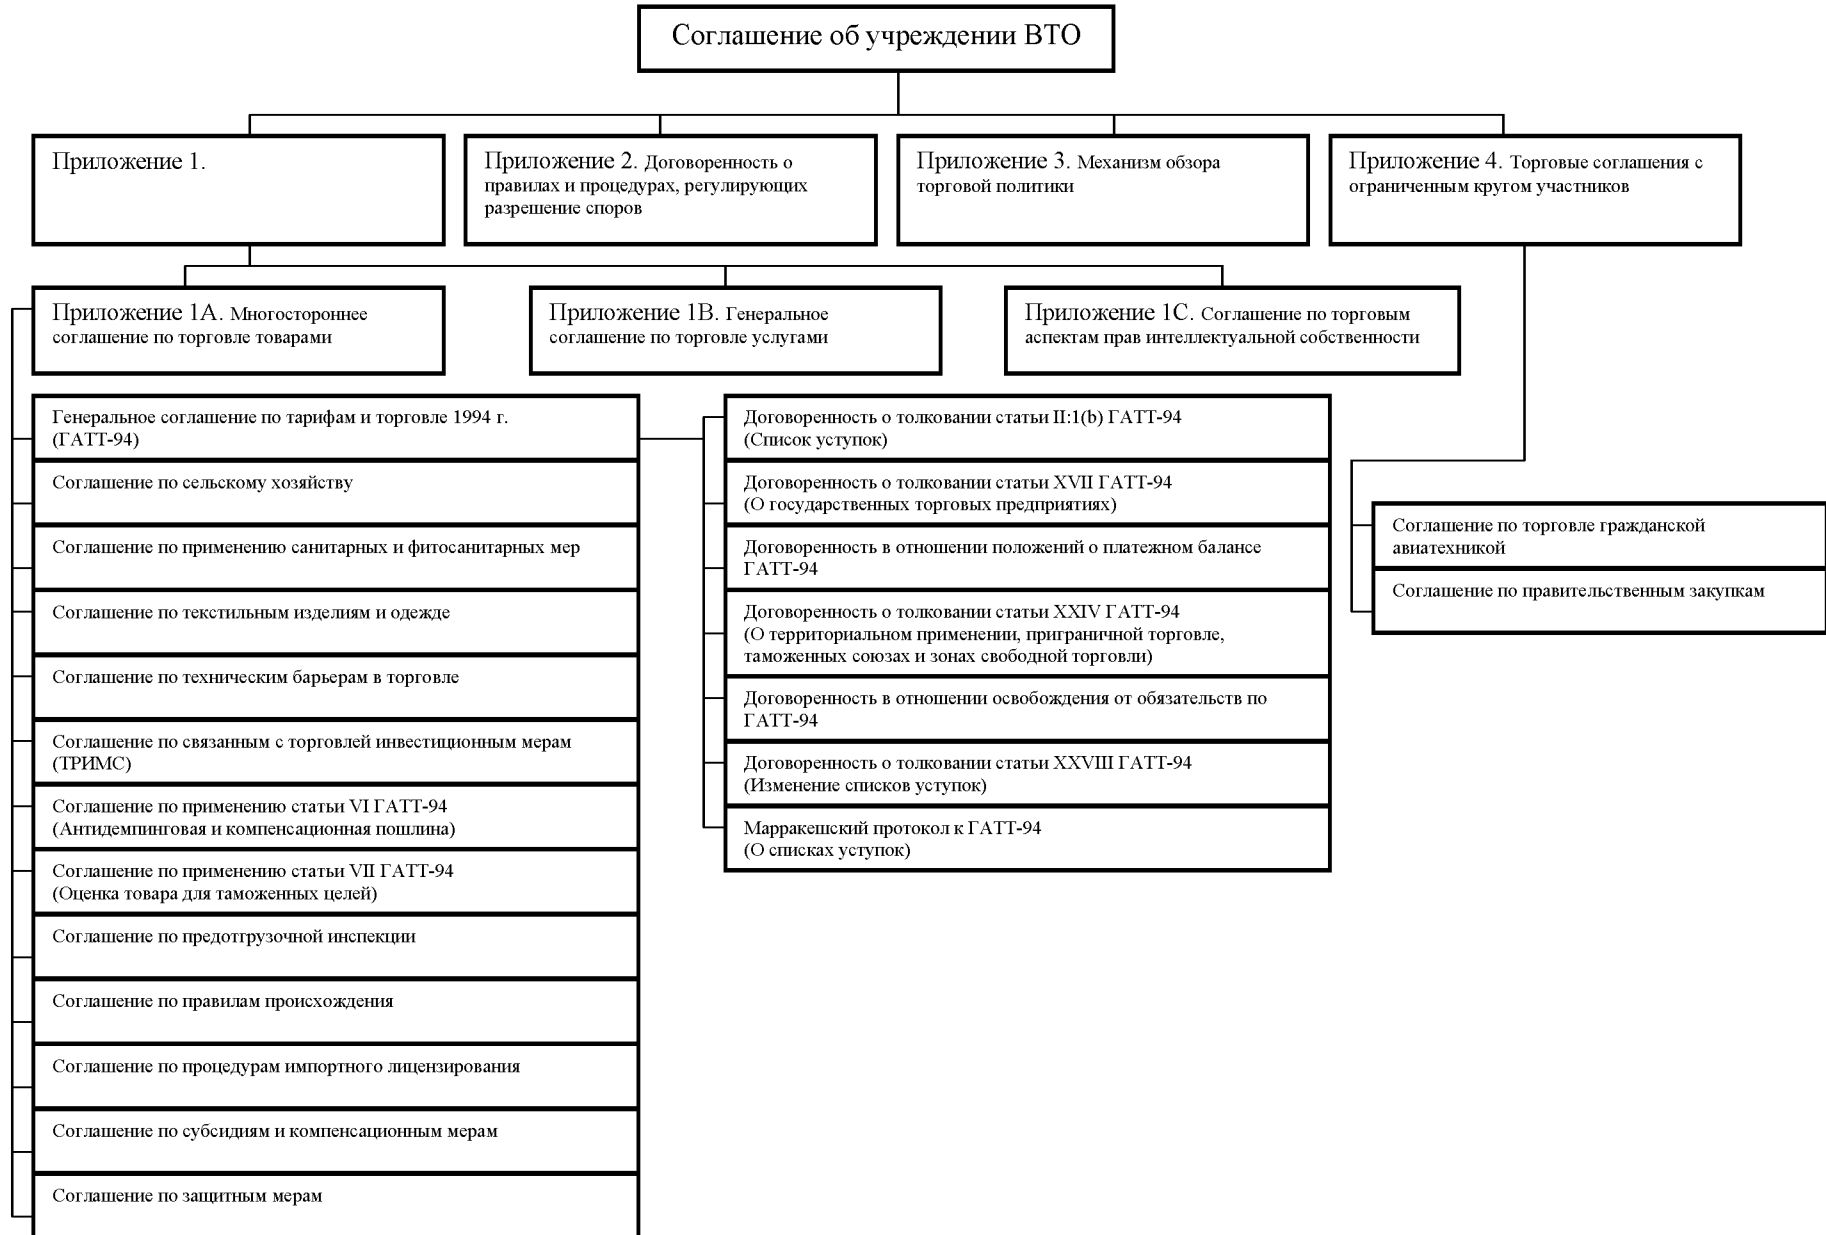 Соглашение об учреждении ВТО
Приложение 1.
Приложение 2. Договоренность о
правилах и процедурах, регулирующих
разрешение споров
Приложение 3. Механизм обзора
торговой политики
Приложение 4. Торговые соглашения с
ограниченным кругом участников
Приложение 1А. Многостороннее
соглашение по торговле товарами
Приложение 1В. Генеральное
соглашение по торговле услугами
Приложение 1С. Соглашение по торговым
аспектам прав интеллектуальной собственности
Генеральное соглашение по тарифам и торговле 1994 г.
(ГАТТ-94)
Соглашение по сельскому хозяйству
Соглашение по применению санитарных и фитосанитарных мер
Соглашение по текстильным изделиям и одежде
Соглашение по техническим барьерам в торговле
Соглашение по связанным с торговлей инвестиционным мерам
(ТРИМС)
Соглашение по применению статьи VI ГАТТ-94
(Антидемпинговая и компенсационная пошлина)
Соглашение по применению статьи VII ГАТТ-94
(Оценка товара для таможенных целей)
Соглашение по предотгрузочной инспекции
Соглашение по правилам происхождения
Соглашение по процедурам импортного лицензирования
Соглашение по субсидиям и компенсационным мерам
Соглашение по защитным мерам
Договоренность о толковании статьи II:1(b) ГАТТ-94
(Список уступок)
Договоренность о толковании статьи XVII ГАТТ-94
(О государственных торговых предприятиях)
Договоренность в отношении положений о платежном балансе
ГАТТ-94
Договоренность о толковании статьи XXIV ГАТТ-94
(О территориальном применении, приграничной торговле,
таможенных союзах и зонах свободной торговли)
Договоренность в отношении освобождения от обязательств по
ГАТТ-94
Договоренность о толковании статьи XXVIII ГАТТ-94
(Изменение списков уступок)
Марракешский протокол к ГАТТ-94
(О списках уступок)
Соглашение по торговле гражданской
авиатехникой
Соглашение по правительственным закупкам